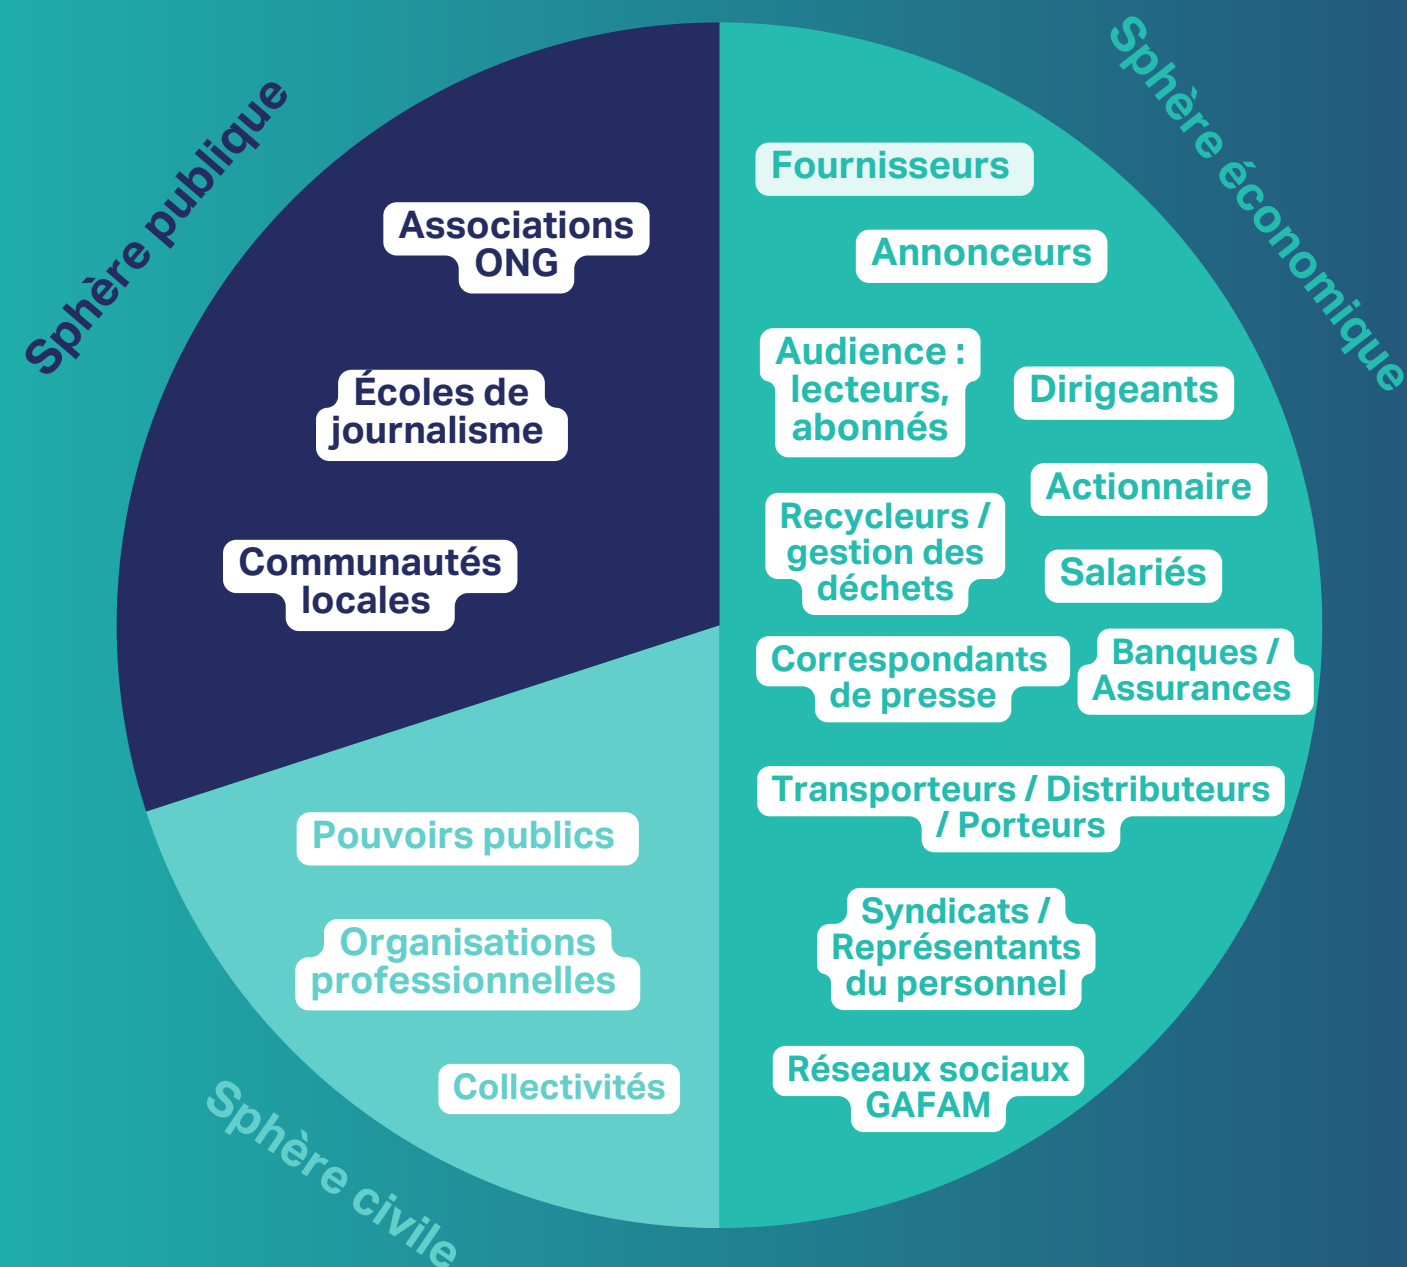 Sphère publique
Associations
ONG
Écoles de
journalisme
Communautés
locales
Sphère économique
Fournisseurs
Annonceurs
Audience :
lecteurs,
abonnés
Dirigeants
Actionnaire
Recyclers /
gestion des
déchets
Salariés
Correspondants
de presse
Banques /
Assurances
Transporteurs / Distributeurs
/ Porteurs
Syndicats /
Représentants
du personnel
Réseaux sociaux
GAFAM
Pouvoirs publics
Organisations
professionnelles
Collectivités
Sphère civile